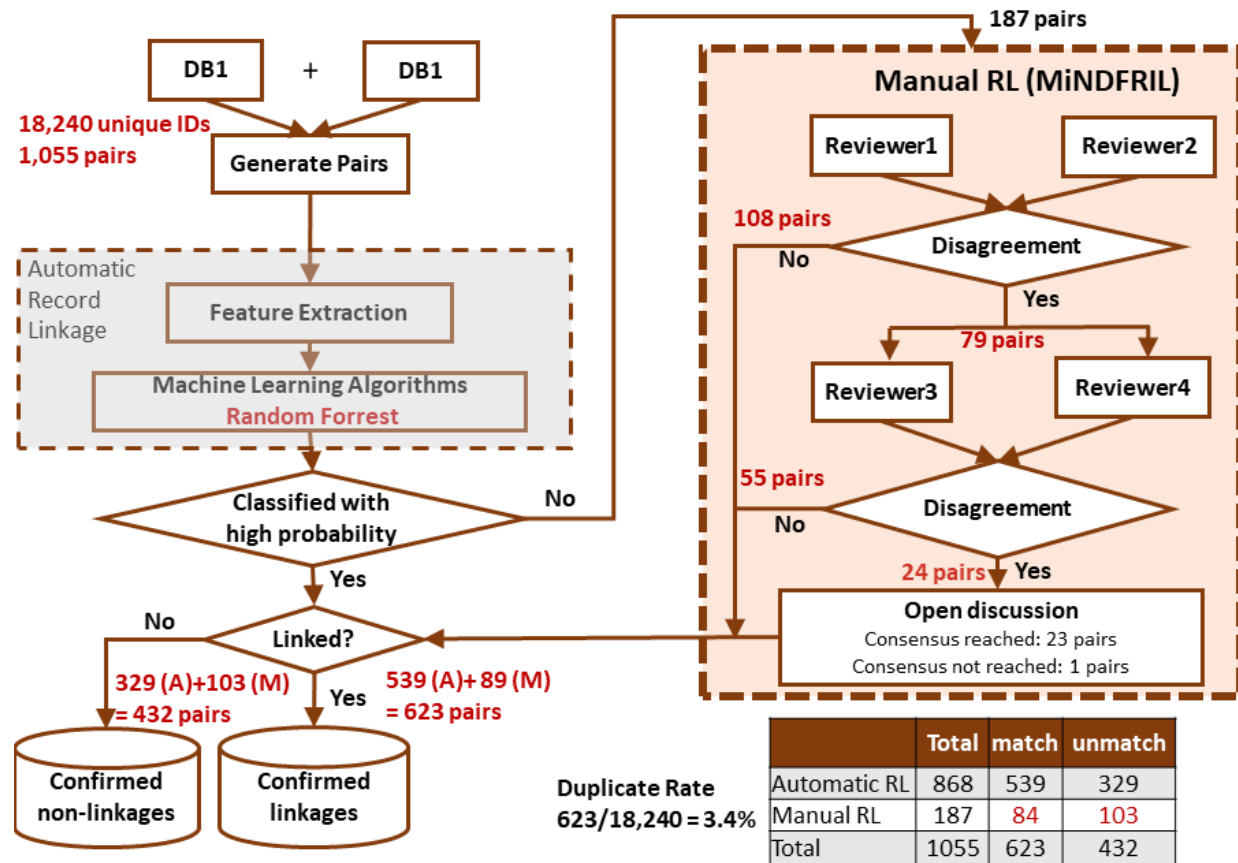 187 pairs
DB1
+
DB1
18,240 unique IDs
1,055 pairs
Generate Pairs
Automatic
Record
Linkage
Feature Extraction
Machine Learning Algorithms
Random Forrest
Classified with
high probability
No
Yes
Linked?
No
Yes
329 (A)+103 (M)
= 432 pairs
539 (A)+ 89 (M)
= 623 pairs
Confirmed
non-linkages
Confirmed
linkages
Manual RL (MiNDFRIL)
Reviewer1
Reviewer2
108 pairs
Disagreement
No
Yes
79 pairs
Reviewer3
Reviewer4
55 pairs
Disagreement
No
24 pairs
Yes
Open discussion
Consensus reached: 23 pairs
Consensus not reached: 1 pairs
Duplicate Rate
623/18,240 = 3.4%
Total match unmatch
Automatic RL 868 539 329
Manual RL 187 84 103
Total 1055 623 432